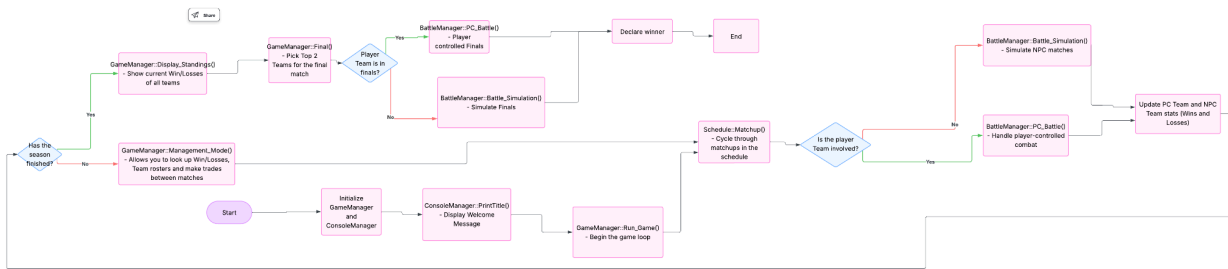 Share
GameManager::Display_Standings()
- Show current Win/Losses
of all teams
GameManager::Final()
- Pick Top 2
Teams for the final
match
Player
Team is in
finals?
Yes
No
BattleManager::PC_Battle()
- Player
controlled Finals
BattleManager::Battle_Simulation()
- Simulate Finals
Declare winner
End
Has the
season
finished?
Yes
No
GameManager::Management_Mode()
- Allows you to look up Win/Losses,
Team rosters and make trades
between matches
Start
Initialize
GameManager
and
ConsoleManager
ConsoleManager::PrintTitle()
- Display Welcome
Message
GameManager::Run_Game()
- Begin the game loop
Schedule::Matchup()
- Cycle through
matchups in the
schedule
Is the player
Team involved?
No
Yes
BattleManager::Battle_Simulation()
- Simulate NPC matches
BattleManager::PC_Battle()
- Handle player-controlled
combat
Update PC Team and NPC
Team stats (Wins and
Losses)